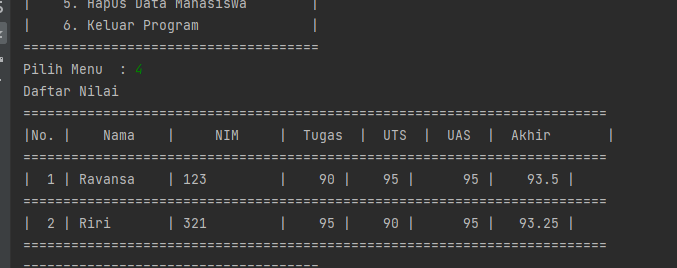 |    5. Hapus Data Mahasiswa        |
|    6. Keluar Program              |
=====================================
Pilih Menu  : 4
Daftar Nilai
=========================================================================
|No. |    Nama    |     NIM     |  Tugas  |  UTS  |  UAS  |  Akhir       |
=========================================================================
|  1 | Ravansa    | 123         |    90 |    95 |      95 |    93.5 |
=========================================================================
|  2 | Riri       | 321         |    95 |    90 |      95 |   93.25 |
=========================================================================
=====================================